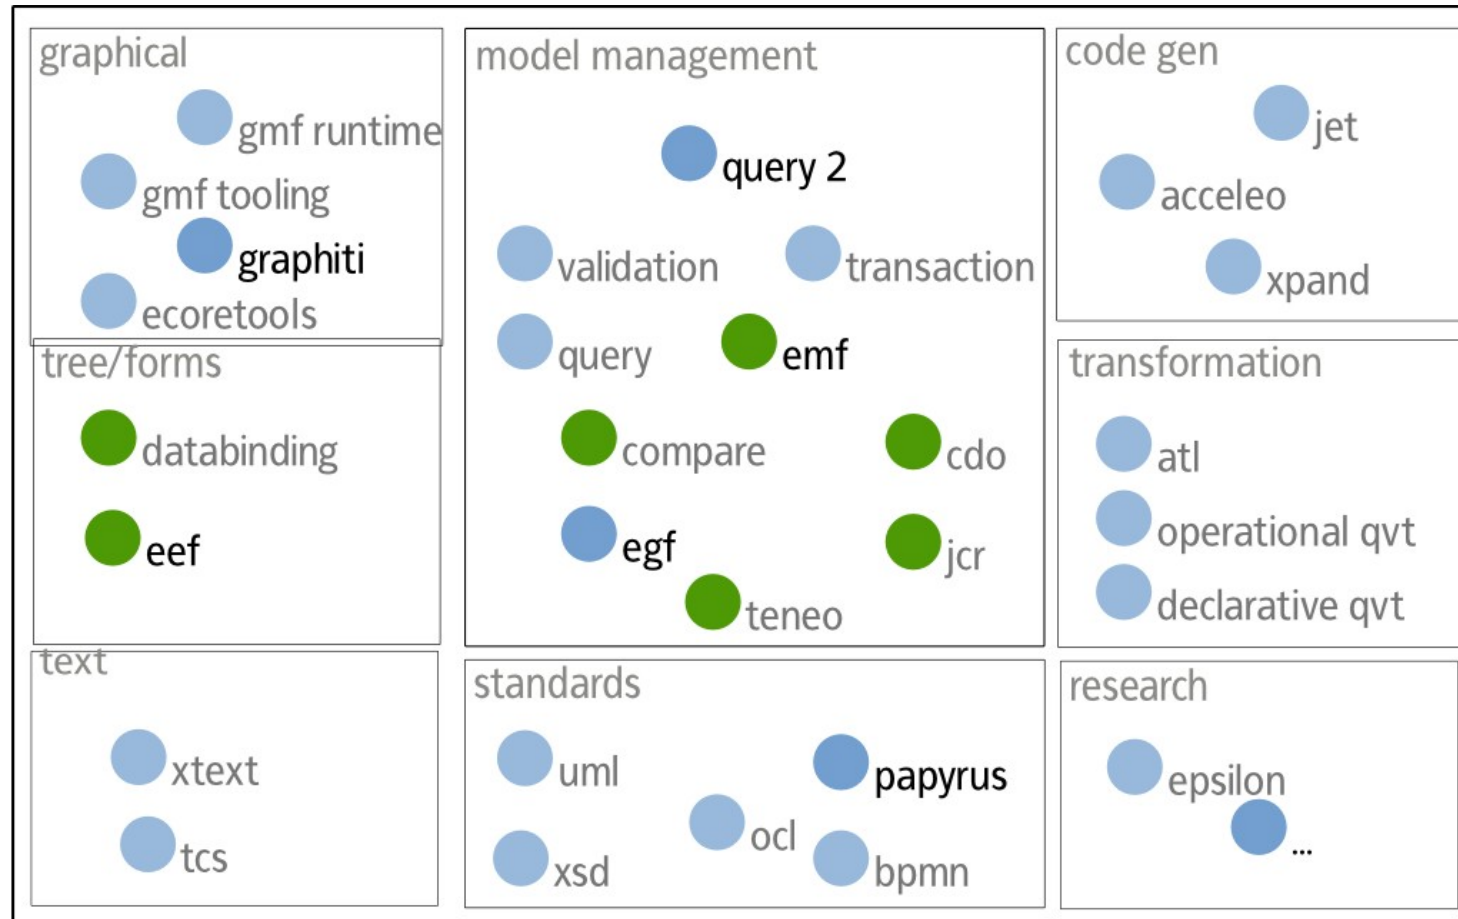 graphical
gmf runtime
gmf tooling
graphiti
ecoretools
tree/forms
databinding
eef
text
xtext
tcs
model management
query 2
validation
transaction
query
emf
compare
cdo
egf
jcr
teneo
standards
uml
papyrus
ocl
xsd
bpmn
code gen
jet
acceleo
xpand
transformation
atl
operational qvt
declarative qvt
research
epsilon
...